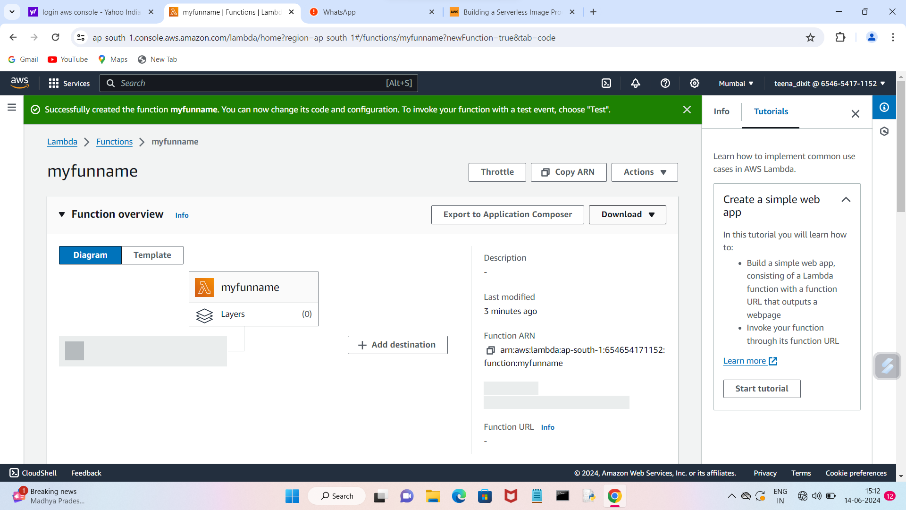 login aws console - Yahoo Indi
myfunname | Functions | Lamb
WhatsApp
Building a Serverless Image Pro
ap-south-1.console.aws.amazon.com/lambda/home?region=ap-south-1#/functions/myfunname?newFunction=true&tab=code
Gmail
YouTube
Maps
New Tab
aws
Services
Search
[Alt+S]
Mumbai
teena_dixit @ 6546-5417-1152
Successfully created the function myfunname. You can now change its code and configuration. To invoke your function with a test event, choose "Test".
Info
Tutorials
Lambda
Functions
myfunname
myfunname
Throttle
Copy ARN
Actions
Learn how to implement common use
cases in AWS Lambda.
Function overview
Info
Export to Application Composer
Download
Create a simple web
app
In this tutorial you will learn how
to:
• Build a simple web app,
consisting of a Lambda
function with a function
URL that outputs a
webpage
• Invoke your function
through its function URL
Learn more
Start tutorial
Diagram
Template
myfunname
Layers
(0)
+ Add destination
Description
-
Last modified
3 minutes ago
Function ARN
arn:aws:lambda:ap-south-1:654654171152:
function:myfunname
Function URL
Info
-
CloudShell
Feedback
© 2024, Amazon Web Services, Inc. or its affiliates.
Privacy
Terms
Cookie preferences
1
Breaking news
Madhya Prades...
Search
ENG
IN
15:12
14-06-2024
12